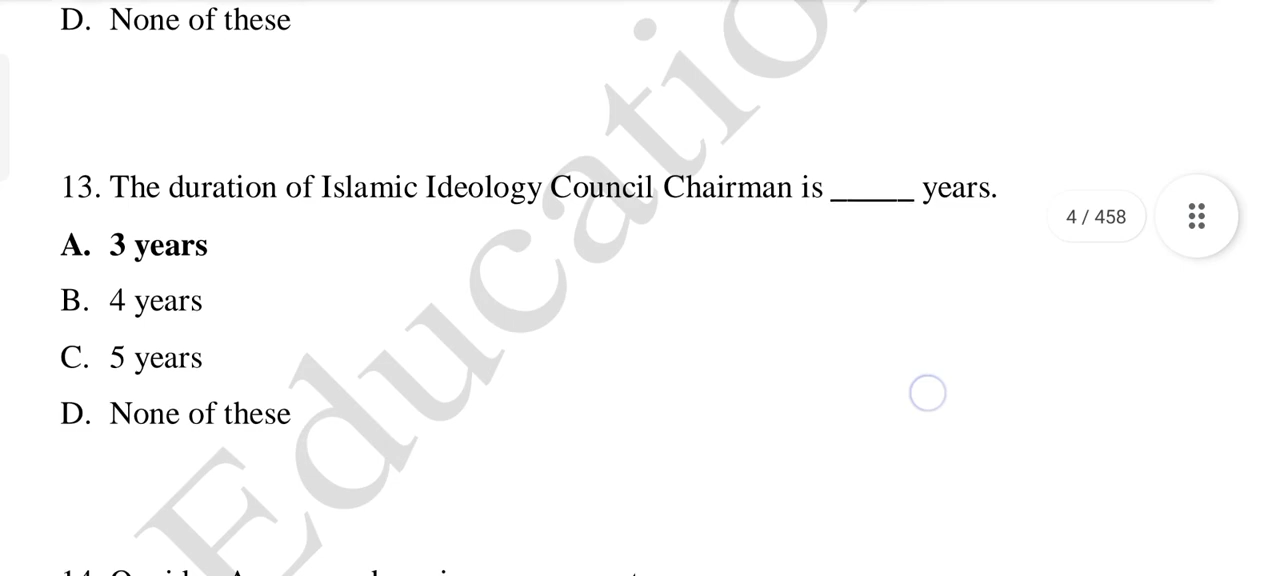 D. None of these
13. The duration of Islamic Ideology Council Chairman is _____ years.
4 / 458
A. 3 years
B. 4 years
C. 5 years
D. None of these
Educatio